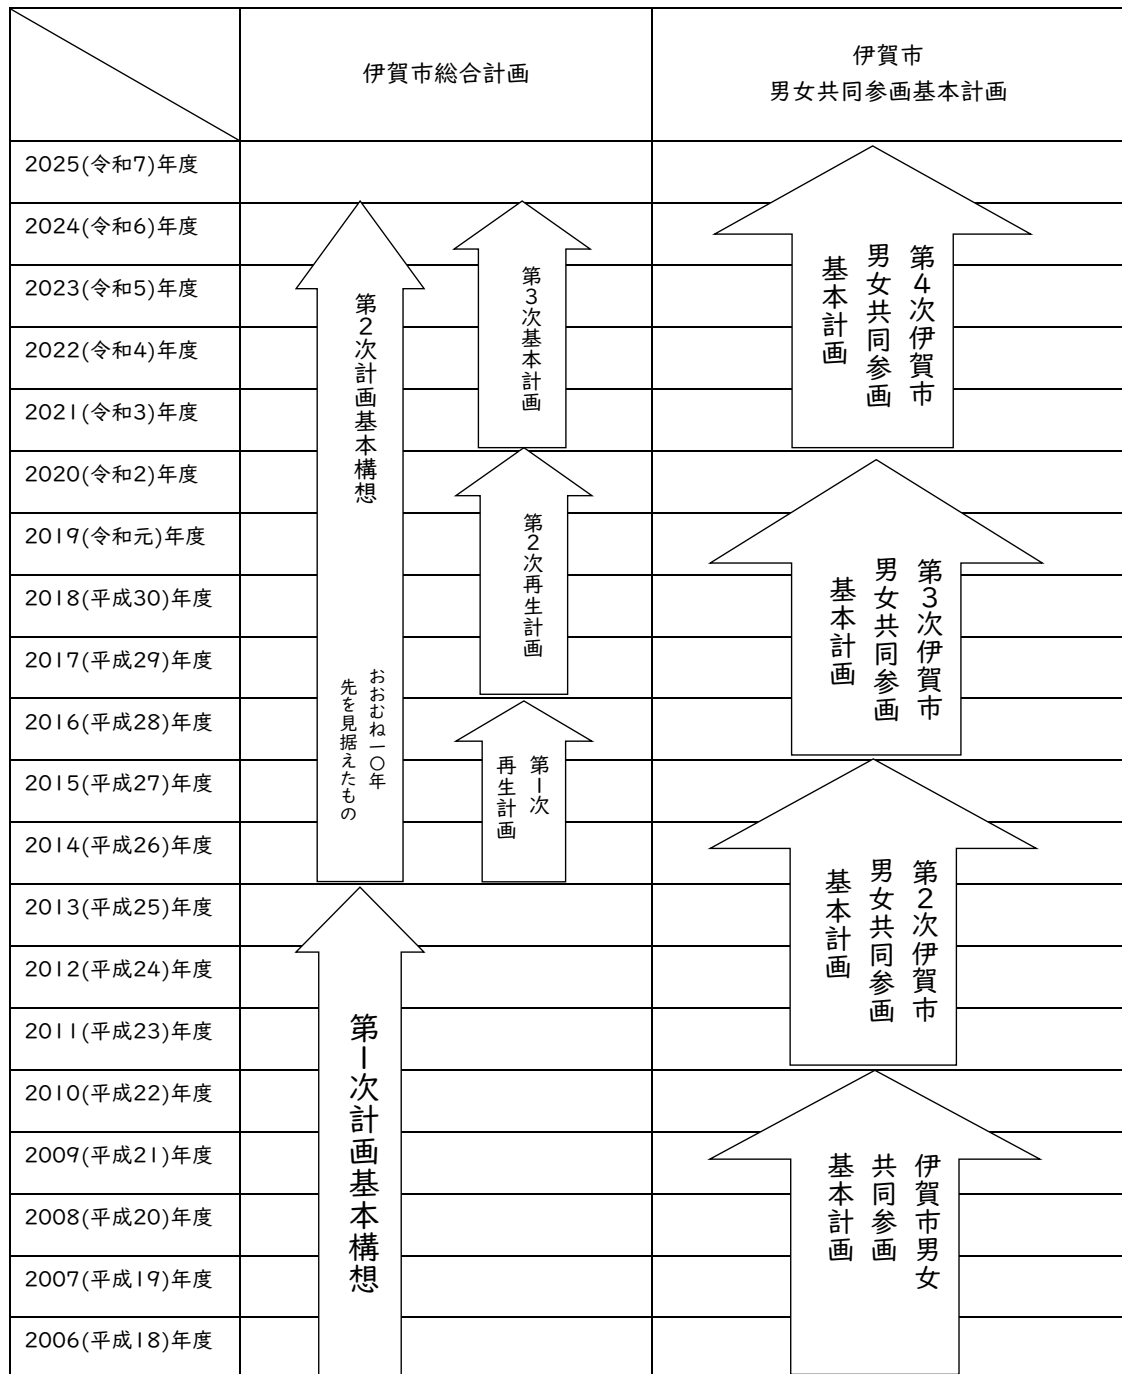 伊賀市総合計画
伊賀市
男女共同参画基本計画
2025(令和7)年度
2024(令和6)年度
2023(令和5)年度
2022(令和4)年度
2021(令和3)年度
2020(令和2)年度
2019(令和元)年度
2018(平成30)年度
2017(平成29)年度
2016(平成28)年度
2015(平成27)年度
2014(平成26)年度
2013(平成25)年度
2012(平成24)年度
2011(平成23)年度
2010(平成22)年度
2009(平成21)年度
2008(平成20)年度
2007(平成19)年度
2006(平成18)年度
第2次計画基本構想
おおむね一〇年
先を見据えたもの
第1次計画基本構想
第3次基本計画
第2次再生計画
第1次
再生計画
第4次伊賀市
男女共同参画
基本計画
第3次伊賀市
男女共同参画
基本計画
第2次伊賀市
男女共同参画
基本計画
伊賀市男女
共同参画
基本計画